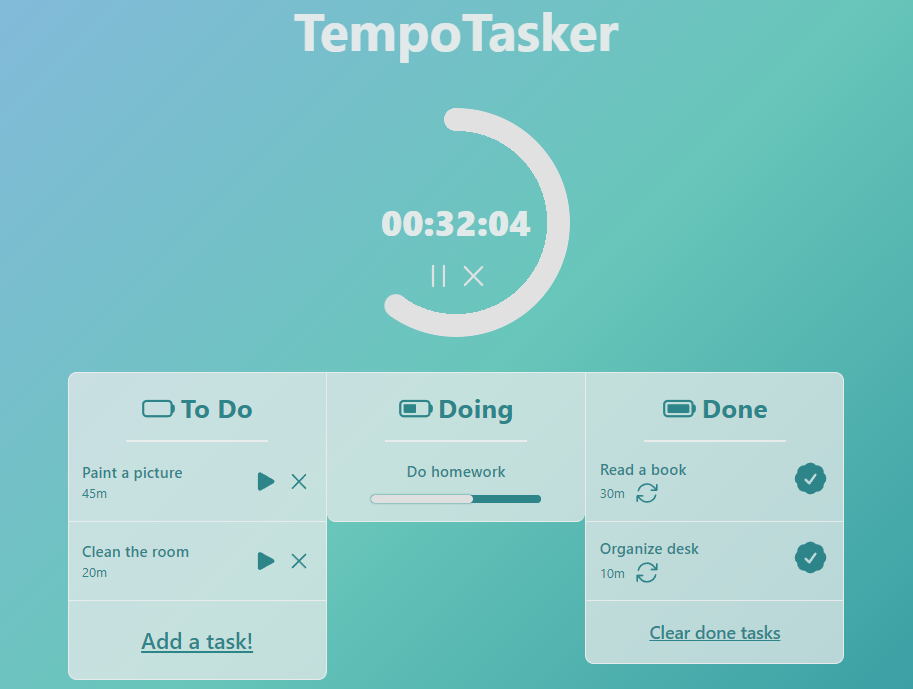 TempoTasker
00:32:04
To Do
Paint a picture
45m
Clean the room
20m
Add a task!
Doing
Do homework
Done
Read a book
30m
Organize desk
10m
Clear done tasks